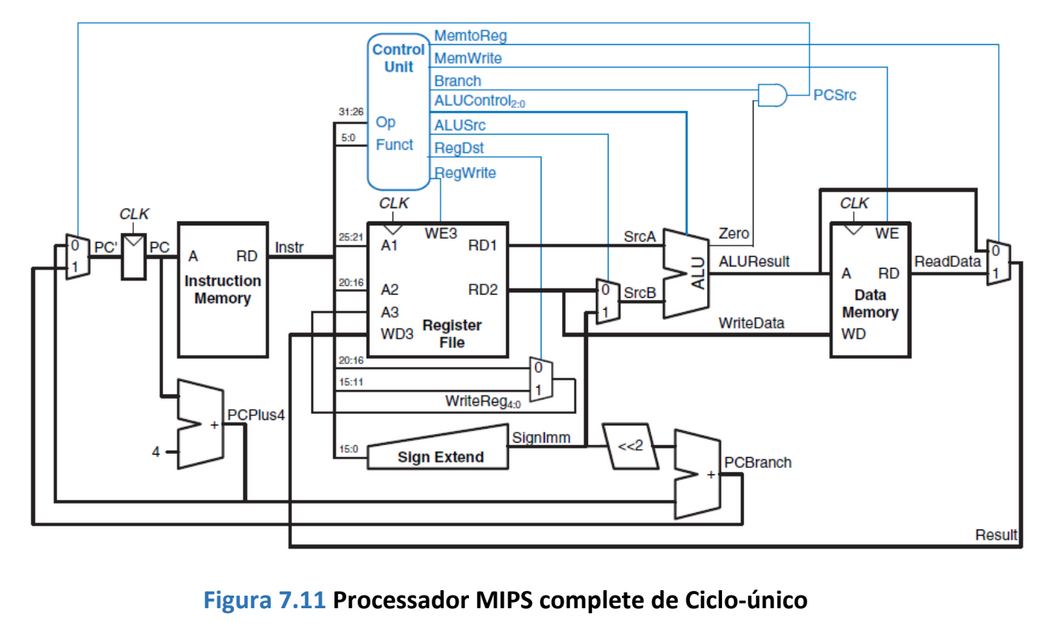 MemtoReg
Control
Unit
MemWrite
Branch
ALUControl2:0
PCSrc
31:26
Op
ALUSrc
5:0
Funct
RegDst
RegWrite
CLK
CLK
CLK
0
1
PC'
PC
A RD
Instruction
Memory
Instr
25:21
A1
WE3
RD1
SrcA
Zero
WE
0
1
20:16
A2
RD2
0
1
SrcB
ALU
ALUResult
A RD
ReadData
Data
Memory
A3
Register
File
WD3
WriteData
WD
20:16
0
15:11
1
WriteReg4:0
PCPlus4
+
4
SignImm
15:0
Sign Extend
<<2
+
PCBranch
Result
Figura 7.11 Processador MIPS complete de Ciclo-único